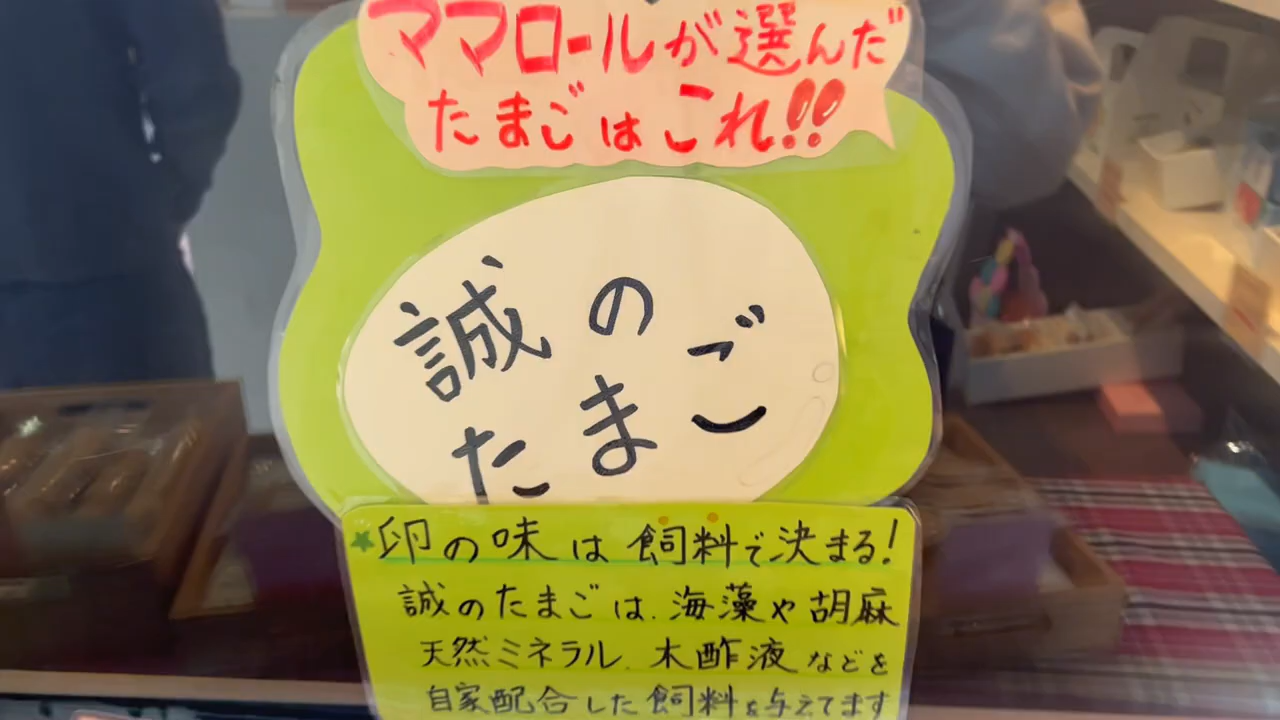 ママロールが選んだ
たまごはこれ!!
誠の
たまご
卵の味は飼料で決まる!
誠のたまごは、海藻や胡麻
天然ミネラル、木酢液などを
自家配合した飼料を与えてます